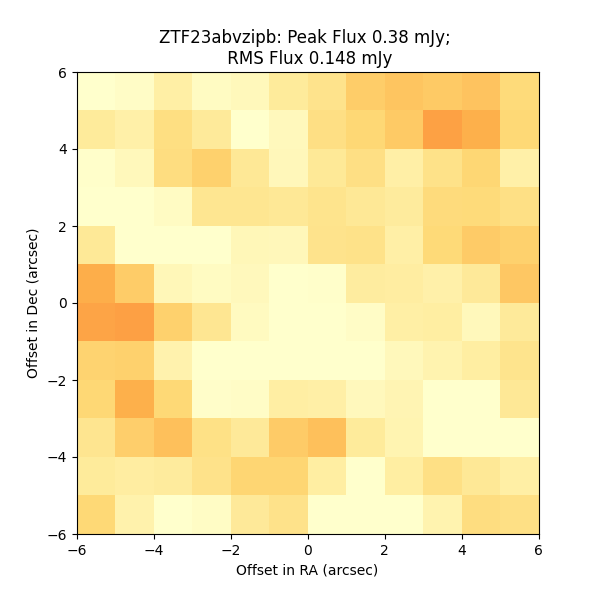 ZTF23abvzipb: Peak Flux 0.38 mJy;
RMS Flux 0.148 mJy
6
4
2
0
−2
−4
−6
Offset in Dec (arcsec)
−6 −4 −2 0 2 4 6
Offset in RA (arcsec)